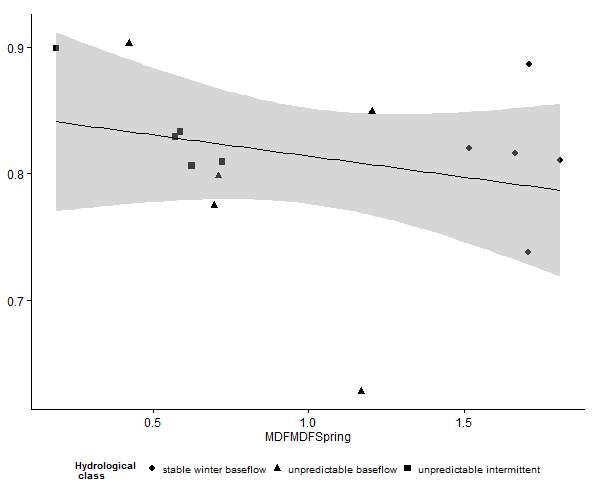 0.9
0.8
0.7
0.5 1.0 1.5
MDFMDFSpring
Hydrological
class
stable winter baseflow unpredictable baseflow unpredictable intermittent